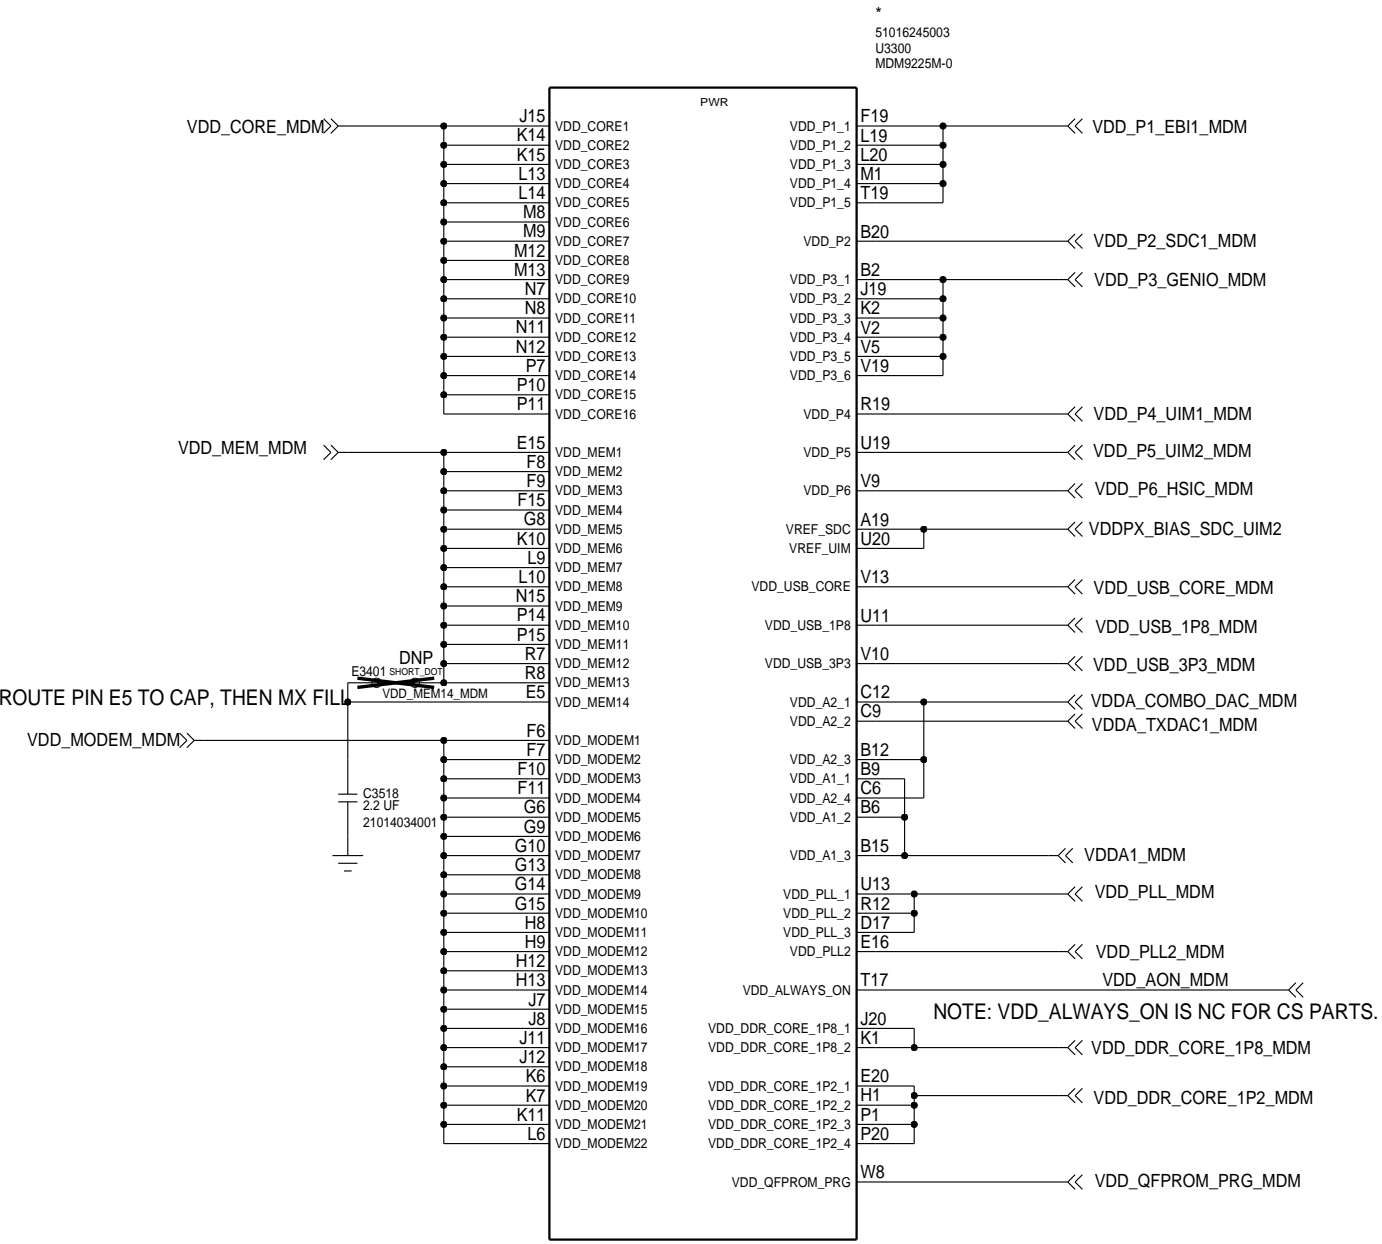 *
51016245003
U3300
MDM9225M-0
PWR
VDD_CORE_MDM
J15 VDD_CORE1
K14 VDD_CORE2
K15 VDD_CORE3
L13 VDD_CORE4
L14 VDD_CORE5
M8 VDD_CORE6
M9 VDD_CORE7
M12 VDD_CORE8
M13 VDD_CORE9
N7 VDD_CORE10
N8 VDD_CORE11
N11 VDD_CORE12
N12 VDD_CORE13
P7 VDD_CORE14
P10 VDD_CORE15
P11 VDD_CORE16
VDD_MEM_MDM
E15 VDD_MEM1
F8 VDD_MEM2
F9 VDD_MEM3
F15 VDD_MEM4
G8 VDD_MEM5
K10 VDD_MEM6
L9 VDD_MEM7
L10 VDD_MEM8
N15 VDD_MEM9
P14 VDD_MEM10
P15 VDD_MEM11
R7 VDD_MEM12
R8 VDD_MEM13
E5 VDD_MEM14
DNP
E3401 SHORT_DOT
VDD_MEM14_MDM
ROUTE PIN E5 TO CAP, THEN MX FILL
VDD_MODEM_MDM
C3518
2.2 UF
21014034001
F6 VDD_MODEM1
F7 VDD_MODEM2
F10 VDD_MODEM3
F11 VDD_MODEM4
G6 VDD_MODEM5
G9 VDD_MODEM6
G10 VDD_MODEM7
G13 VDD_MODEM8
G14 VDD_MODEM9
G15 VDD_MODEM10
H8 VDD_MODEM11
H9 VDD_MODEM12
H12 VDD_MODEM13
H13 VDD_MODEM14
J7 VDD_MODEM15
J8 VDD_MODEM16
J11 VDD_MODEM17
J12 VDD_MODEM18
K6 VDD_MODEM19
K7 VDD_MODEM20
K11 VDD_MODEM21
L6 VDD_MODEM22
VDD_P1_1 F19 VDD_P1_EBI1_MDM
VDD_P1_2 L19
VDD_P1_3 L20
VDD_P1_4 M1
VDD_P1_5 T19
VDD_P2 B20 VDD_P2_SDC1_MDM
VDD_P3_1 B2 VDD_P3_GENIO_MDM
VDD_P3_2 J19
VDD_P3_3 K2
VDD_P3_4 V2
VDD_P3_5 V5
VDD_P3_6 V19
VDD_P4 R19 VDD_P4_UIM1_MDM
VDD_P5 U19 VDD_P5_UIM2_MDM
VDD_P6 V9 VDD_P6_HSIC_MDM
VREF_SDC A19 VDDPX_BIAS_SDC_UIM2
VREF_UIM U20
VDD_USB_CORE V13 VDD_USB_CORE_MDM
VDD_USB_1P8 U11 VDD_USB_1P8_MDM
VDD_USB_3P3 V10 VDD_USB_3P3_MDM
VDD_A2_1 C12 VDDA_COMBO_DAC_MDM
VDD_A2_2 C9 VDDA_TXDAC1_MDM
VDD_A2_3 B12
VDD_A1_1 B9
VDD_A2_4 C6
VDD_A1_2 B6
VDD_A1_3 B15 VDDA1_MDM
VDD_PLL_1 U13 VDD_PLL_MDM
VDD_PLL_2 R12
VDD_PLL_3 D17
VDD_PLL2 E16 VDD_PLL2_MDM
VDD_ALWAYS_ON T17 VDD_AON_MDM
NOTE: VDD_ALWAYS_ON IS NC FOR CS PARTS.
VDD_DDR_CORE_1P8_1 J20
VDD_DDR_CORE_1P8_2 K1 VDD_DDR_CORE_1P8_MDM
VDD_DDR_CORE_1P2_1 E20 VDD_DDR_CORE_1P2_MDM
VDD_DDR_CORE_1P2_2 H1
VDD_DDR_CORE_1P2_3 P1
VDD_DDR_CORE_1P2_4 P20
VDD_QFPROM_PRG W8 VDD_QFPROM_PRG_MDM